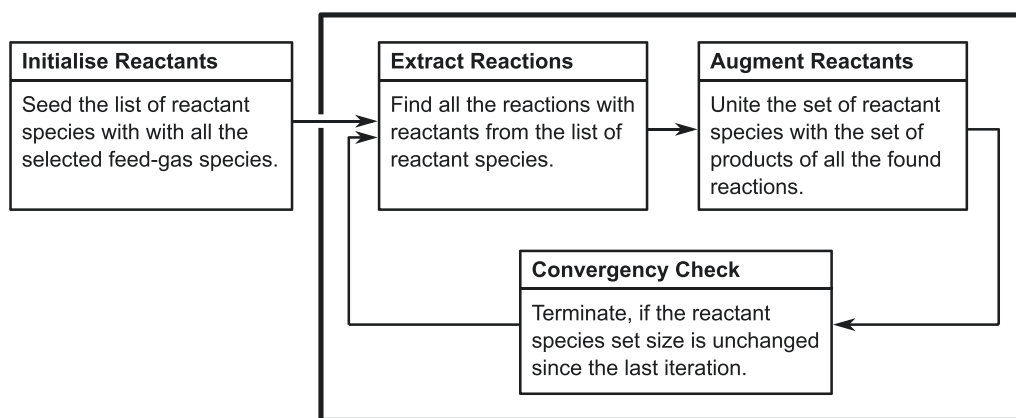 Initialise Reactants
Seed the list of reactant
species with with all the
selected feed-gas species.
Extract Reactions
Find all the reactions with
reactants from the list of
reactant species.
Augment Reactants
Unite the set of reactant
species with the set of
products of all the found
reactions.
Convergency Check
Terminate, if the reactant
species set size is unchanged
since the last iteration.